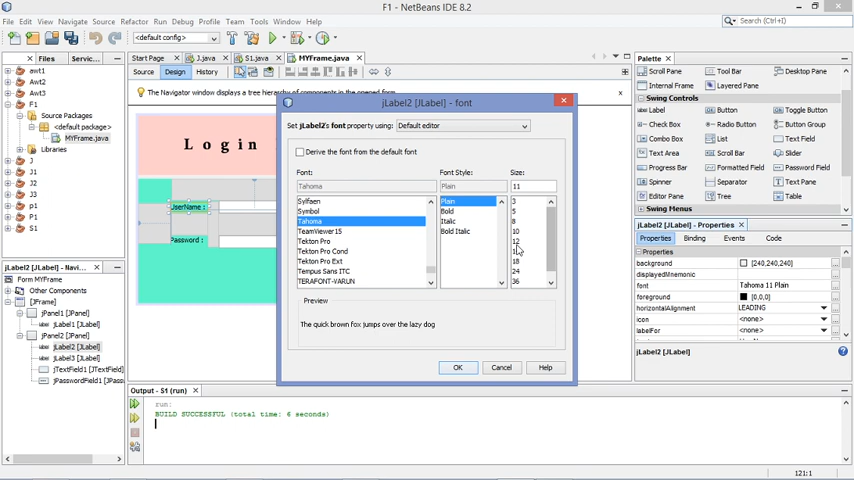 F1 - NetBeans IDE 8.2
File Edit View Navigate Source Refactor Run Debug Profile Team Tools Window Help
Search (Ctrl+I)
<default config>
Files Servic...
Start Page J.java S1.java MYFrame.java
Palette
Source Design History
The Navigator window displays a tree hierarchy of components in the opened form.
awt1
Awt2
Awt3
F1
Source Packages
<default package>
MYFrame.java
Libraries
J
J1
J2
J3
p1
P1
S1
Login
UserName :
Password :
jLabel2 [JLabel] - font
Set jLabel2's font property using: Default editor
Derive the font from the default font
Font: Font Style: Size:
Tahoma Plain 11
Sylfaen Plain 3
Symbol Bold 5
Tahoma Italic 8
TeamViewer15 Bold Italic 10
Tekton Pro 12
Tekton Pro Cond
Tekton Pro Ext 18
Tempus Sans ITC 24
TERAFONT-VARUN 36
Preview
The quick brown fox jumps over the lazy dog
OK Cancel Help
Scroll Pane Tool Bar Desktop Pane
Internal Frame Layered Pane
Swing Controls
Label Button Toggle Button
Check Box Radio Button Button Group
Combo Box List Text Field
Text Area Scroll Bar Slider
Progress Bar Formatted Field Password Field
Spinner Separator Text Pane
Editor Pane Tree Table
Swing Menus
jLabel2 [JLabel] - Properties
Properties Binding Events Code
Properties
background [240,240,240]
displayedMnemonic
font Tahoma 11 Plain
foreground [0,0,0]
horizontalAlignment LEADING
icon <none>
labelFor <none>
jLabel2 [JLabel]
jLabel2 [JLabel] - Navi...
Form MYFrame
Other Components
[JFrame]
jPanel1 [JPanel]
jLabel1 [JLabel]
jPanel2 [JPanel]
jLabel2 [JLabel]
jLabel3 [JLabel]
jTextField1 [JTextField]
jPasswordField1 [JPassw
Output - S1 (run)
run:
BUILD SUCCESSFUL (total time: 6 seconds)
121:1